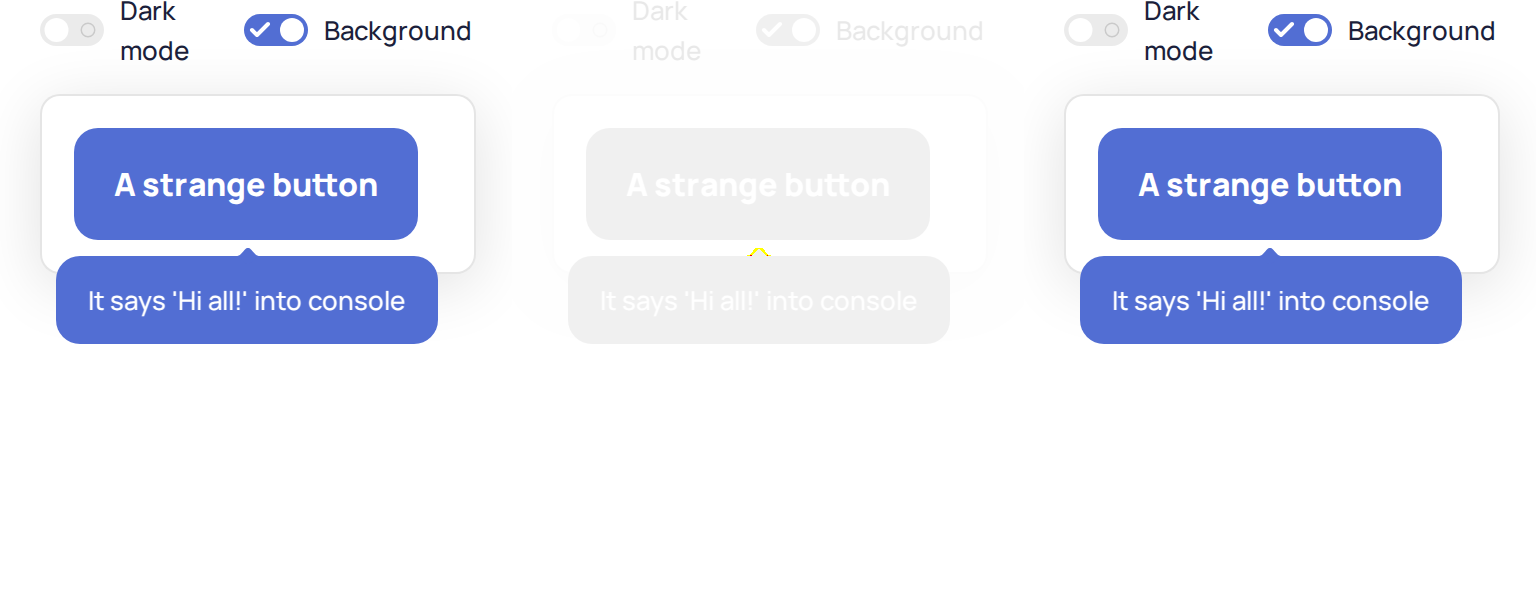 Dark mode Background
A strange button
It says 'Hi all!' into console
Dark mode Background
A strange button
It says 'Hi all!' into console
Dark mode Background
A strange button
It says 'Hi all!' into console